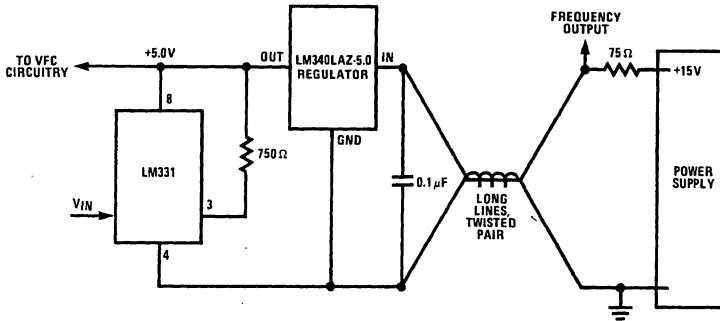 FREQUENCY
OUTPUT
75Ω
+15V
POWER
SUPPLY
TO VFC
CIRCUITRY
+5.0V
OUT
LM340LAZ-5.0
REGULATOR
IN
GND
8
LM331
750Ω
3
VIN
4
0.1μF
LONG
LINES,
TWISTED
PAIR